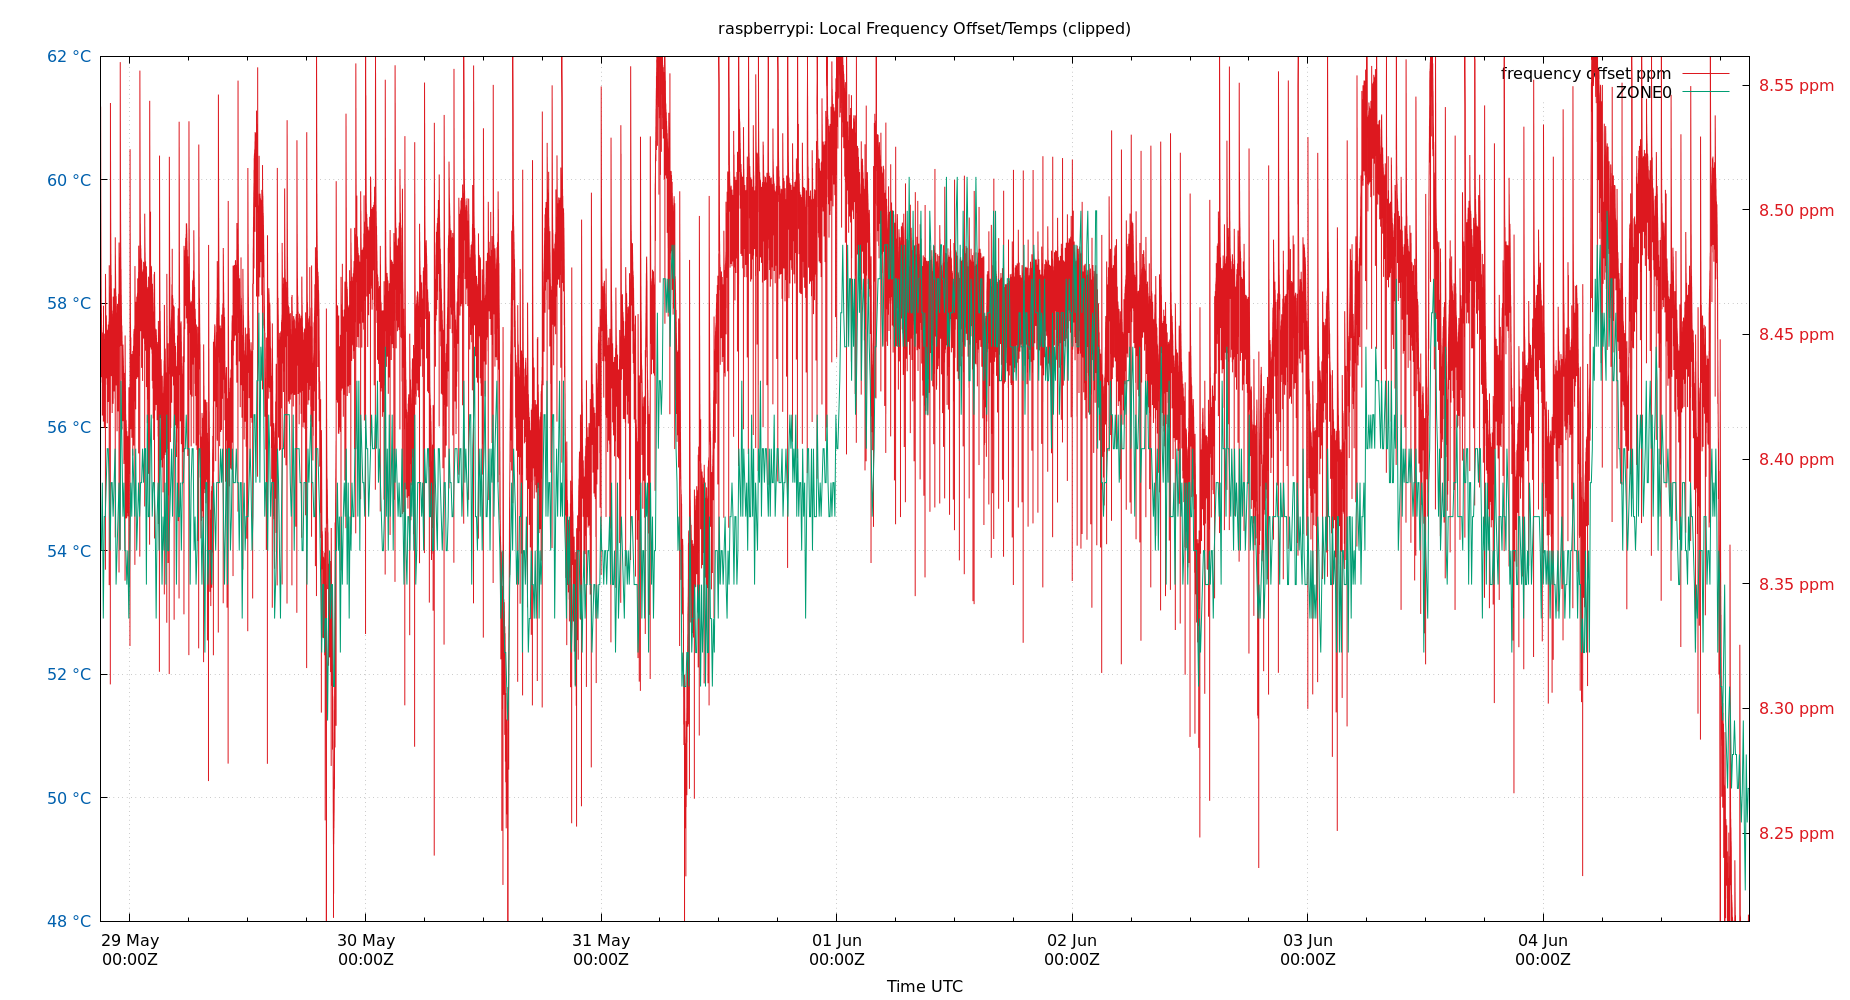 raspberrypi: Local Frequency Offset/Temps (clipped)
62 °C
60 °C
58 °C
56 °C
54 °C
52 °C
50 °C
48 °C
frequency offset ppm
ZONE0
8.55 ppm
8.50 ppm
8.45 ppm
8.40 ppm
8.35 ppm
8.30 ppm
8.25 ppm
29 May
00:00Z
30 May
00:00Z
31 May
00:00Z
01 Jun
00:00Z
02 Jun
00:00Z
03 Jun
00:00Z
04 Jun
00:00Z
Time UTC